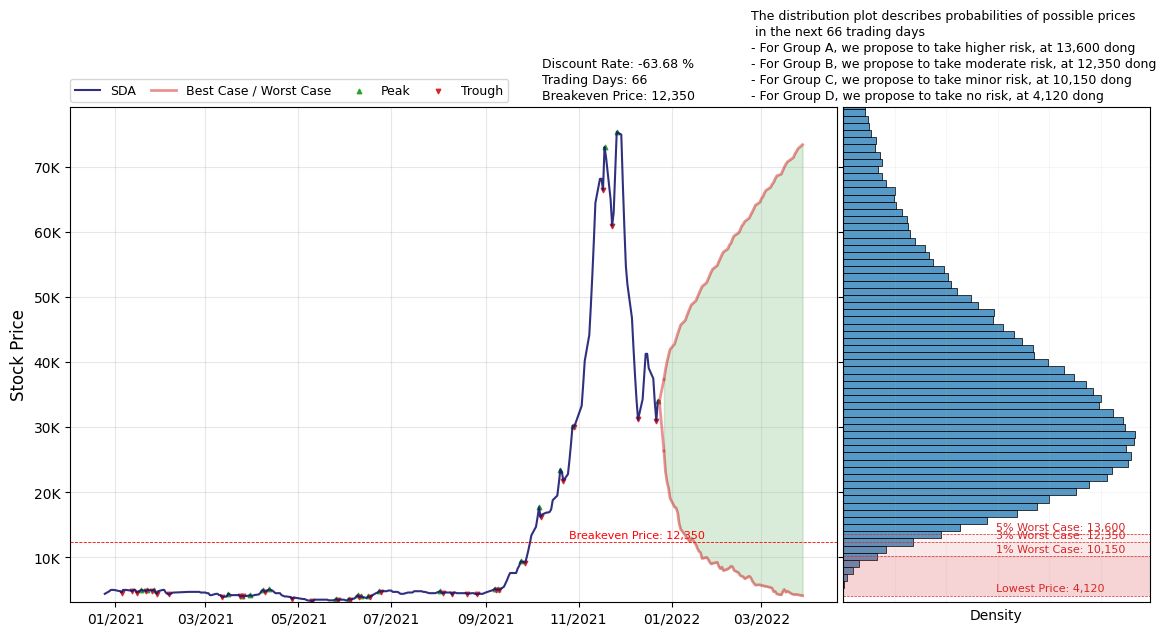 The distribution plot describes probabilities of possible prices
in the next 66 trading days
- For Group A, we propose to take higher risk, at 13,600 dong
- For Group B, we propose to take moderate risk, at 12,350 dong
- For Group C, we propose to take minor risk, at 10,150 dong
- For Group D, we propose to take no risk, at 4,120 dong
Discount Rate: -63.68 %
Trading Days: 66
Breakeven Price: 12,350
SDA
Best Case / Worst Case
Peak
Trough
Stock Price
70K
60K
50K
40K
30K
20K
10K
Breakeven Price: 12,350
5% Worst Case: 13,600
3% Worst Case: 12,350
1% Worst Case: 10,150
Lowest Price: 4,120
01/2021
03/2021
05/2021
07/2021
09/2021
11/2021
01/2022
03/2022
Density